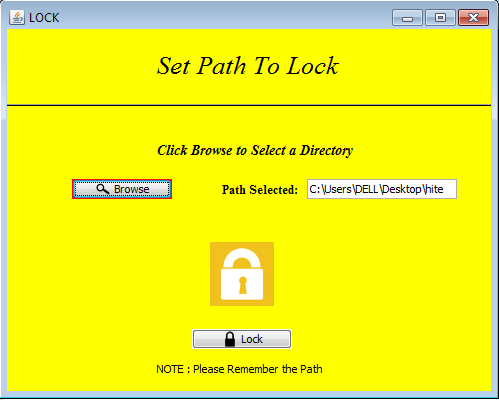 LOCK
Set Path To Lock
Click Browse to Select a Directory
Browse
Path Selected:
C:\Users\DELL\Desktop\hite
Lock
NOTE : Please Remember the Path